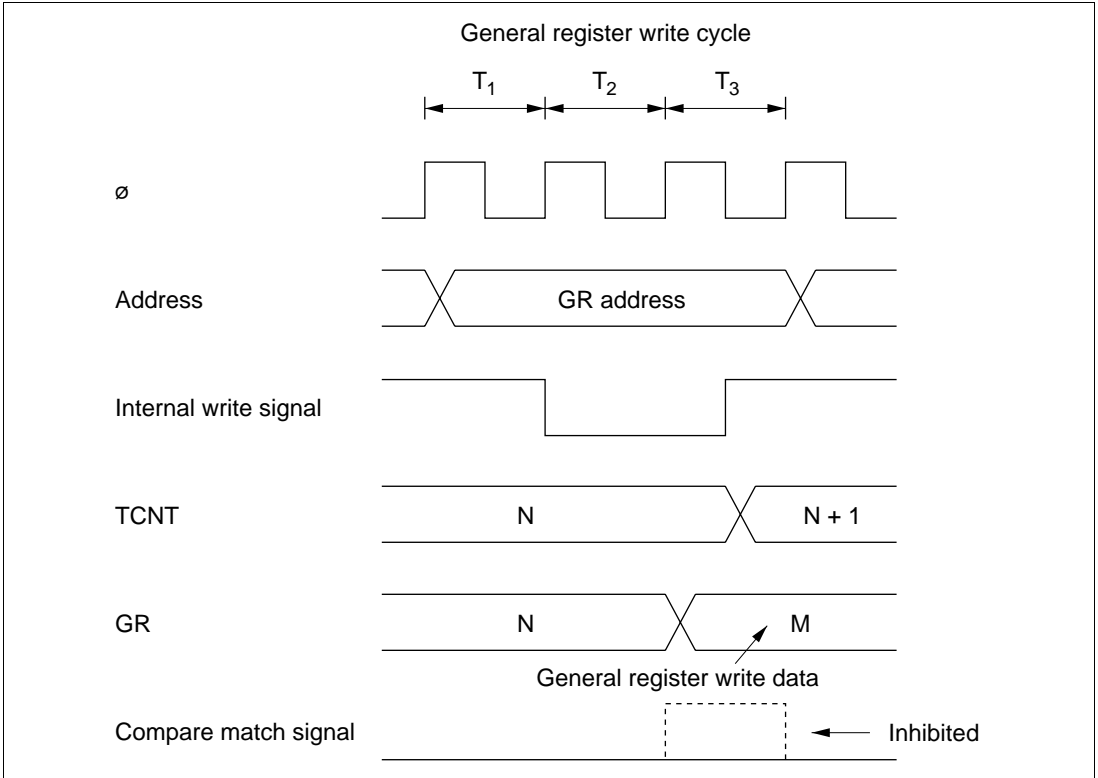 General register write cycle
T1 T2 T3
ø
Address GR address
Internal write signal
TCNT N N + 1
GR N M
General register write data
Compare match signal Inhibited